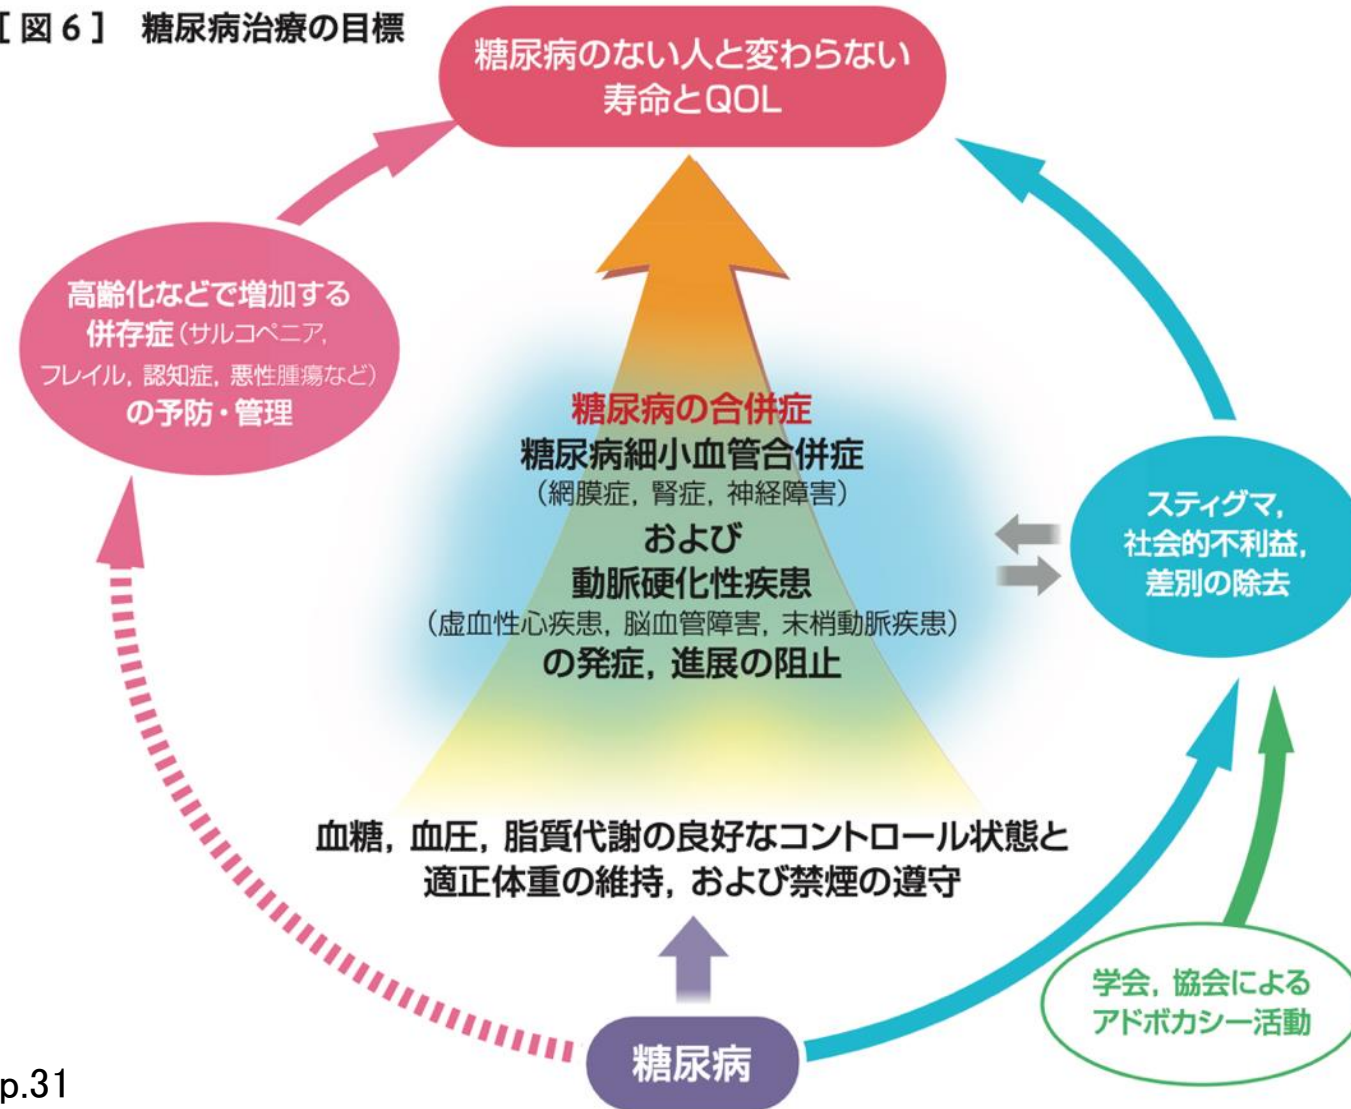 ［図6］ 糖尿病治療の目標
糖尿病のない人と変わらない
寿命とQOL
高齢化などで増加する
併存症（サルコペニア,
フレイル, 認知症, 悪性腫瘍など）
の予防・管理
糖尿病の合併症
糖尿病細小血管合併症
（網膜症, 腎症, 神経障害）
および
動脈硬化性疾患
（虚血性心疾患, 脳血管障害, 末梢動脈疾患）
の発症, 進展の阻止
スティグマ,
社会的不利益,
差別の除去
血糖, 血圧, 脂質代謝の良好なコントロール状態と
適正体重の維持, および禁煙の遵守
学会, 協会による
アドボカシー活動
糖尿病
p.31